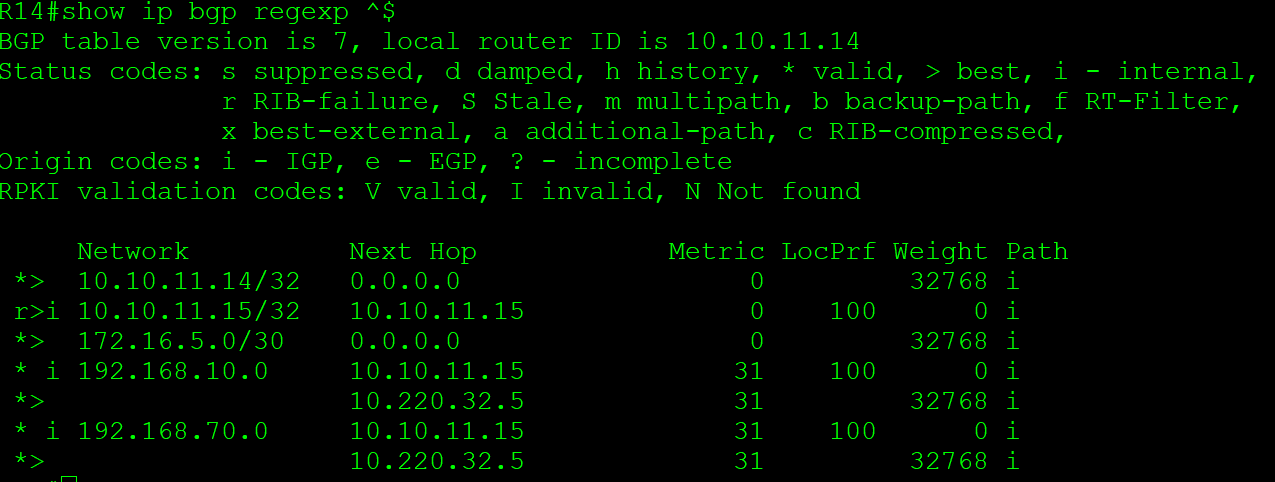 R14#show ip bgp regexp ^$
BGP table version is 7, local router ID is 10.10.11.14
Status codes: s suppressed, d damped, h history, * valid, > best, i - internal,
              r RIB-failure, S Stale, m multipath, b backup-path, f RT-Filter,
              x best-external, a additional-path, c RIB-compressed,
Origin codes: i - IGP, e - EGP, ? - incomplete
RPKI validation codes: V valid, I invalid, N Not found

     Network          Next Hop            Metric LocPrf Weight Path
 *>  10.10.11.14/32   0.0.0.0                  0         32768 i
 r>i 10.10.11.15/32   10.10.11.15              0    100      0 i
 *>  172.16.5.0/30    0.0.0.0                  0         32768 i
 * i 192.168.10.0     10.10.11.15             31    100      0 i
 *>                   10.220.32.5             31         32768 i
 * i 192.168.70.0     10.10.11.15             31    100      0 i
 *>                   10.220.32.5             31         32768 i